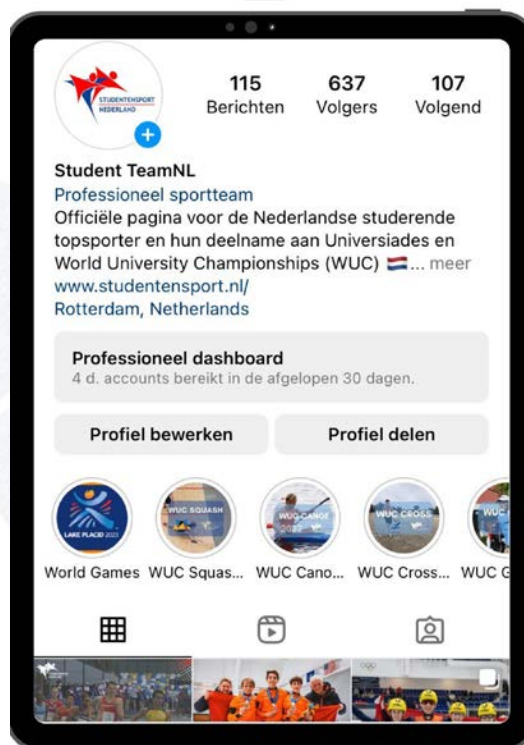 STUDENTENSPORT
NEDERLAND
115 637 107
Berichten Volgers Volgend
Student TeamNL
Professioneel sportteam
Officiële pagina voor de Nederlandse studerende
topsporter en hun deelname aan Universiades en
World University Championships (WUC) 🇳🇱... meer
www.studentensport.nl/
Rotterdam, Netherlands
Professioneel dashboard
4 d. accounts bereikt in de afgelopen 30 dagen.
Profiel bewerken Profiel delen
LAKE PLACID 2023
WUC SQUASH
WUC CANOE
2022
WUC CROSS
WUC
World Games WUC Squas... WUC Cano... WUC Cross... WUC G